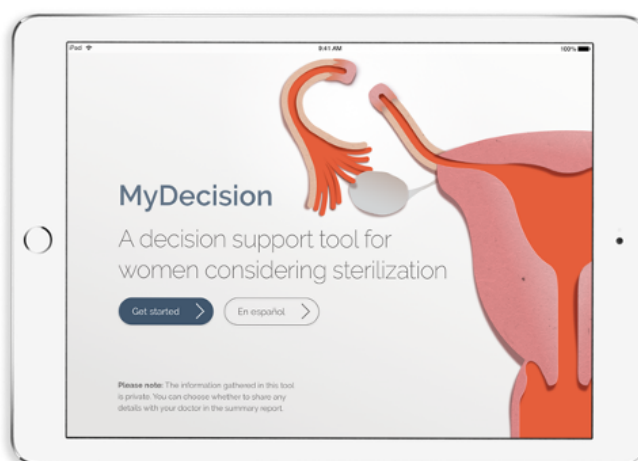 iPad 8:41 AM 100%
MyDecision
A decision support tool for
women considering sterilization
Get started En español
Please note: The information gathered in this tool
is private. You can choose whether to share any
details with your doctor in the summary report.